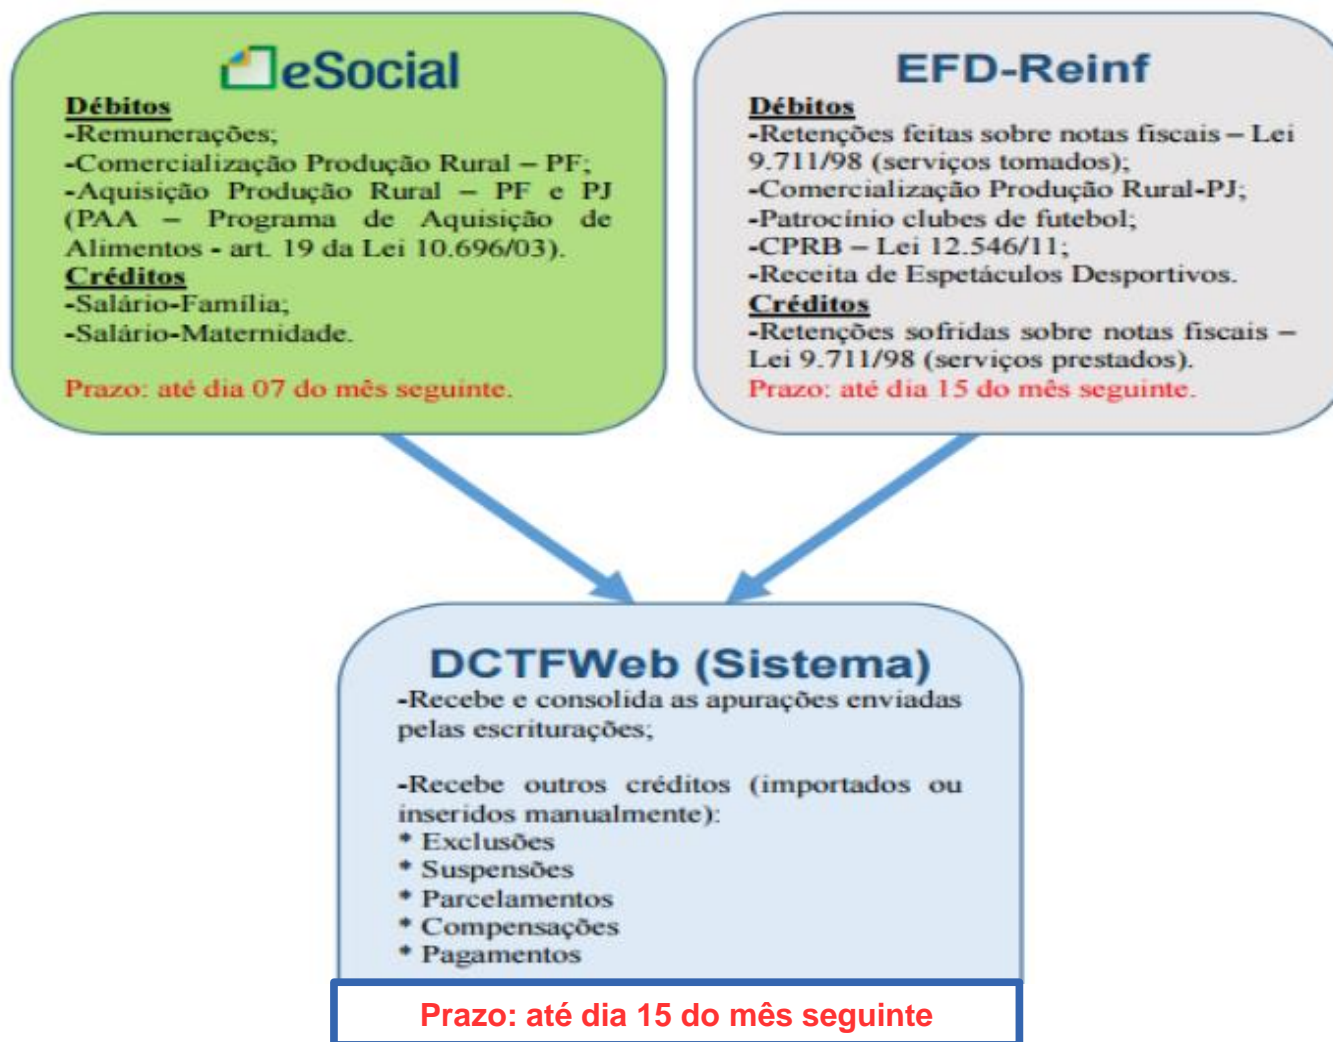 eSocial
Débitos
-Remunerações;
-Comercialização Produção Rural – PF;
-Aquisição Produção Rural – PF e PJ
(PAA – Programa de Aquisição de
Alimentos - art. 19 da Lei 10.696/03).
Créditos
-Salário-Família;
-Salário-Maternidade.
Prazo: até dia 07 do mês seguinte.
EFD-Reinf
Débitos
-Retenções feitas sobre notas fiscais – Lei
9.711/98 (serviços tomados);
-Comercialização Produção Rural-PJ;
-Patrocínio clubes de futebol;
-CPRB – Lei 12.546/11;
-Receita de Espetáculos Desportivos.
Créditos
-Retenções sofridas sobre notas fiscais –
Lei 9.711/98 (serviços prestados).
Prazo: até dia 15 do mês seguinte.
DCTFWeb (Sistema)
-Recebe e consolida as apurações enviadas
pelas escriturações;
-Recebe outros créditos (importados ou
inseridos manualmente):
* Exclusões
* Suspensões
* Parcelamentos
* Compensações
* Pagamentos
Prazo: até dia 15 do mês seguinte